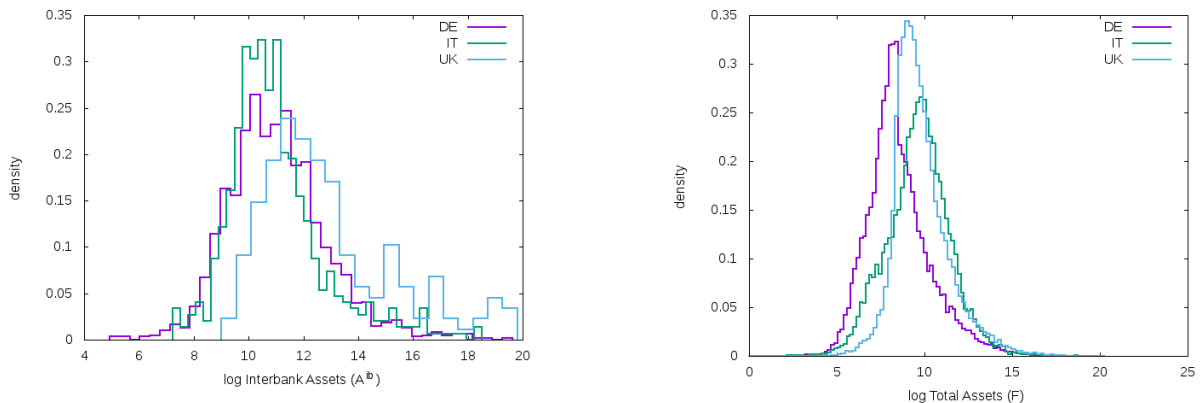 0.35
0.3
0.25
0.2
0.15
0.1
0.05
0
density
4 6 8 10 12 14 16 18 20
log Interbank Assets (A^ib)
DE
IT
UK
0.35
0.3
0.25
0.2
0.15
0.1
0.05
0
density
0 5 10 15 20 25
log Total Assets (F)
DE
IT
UK